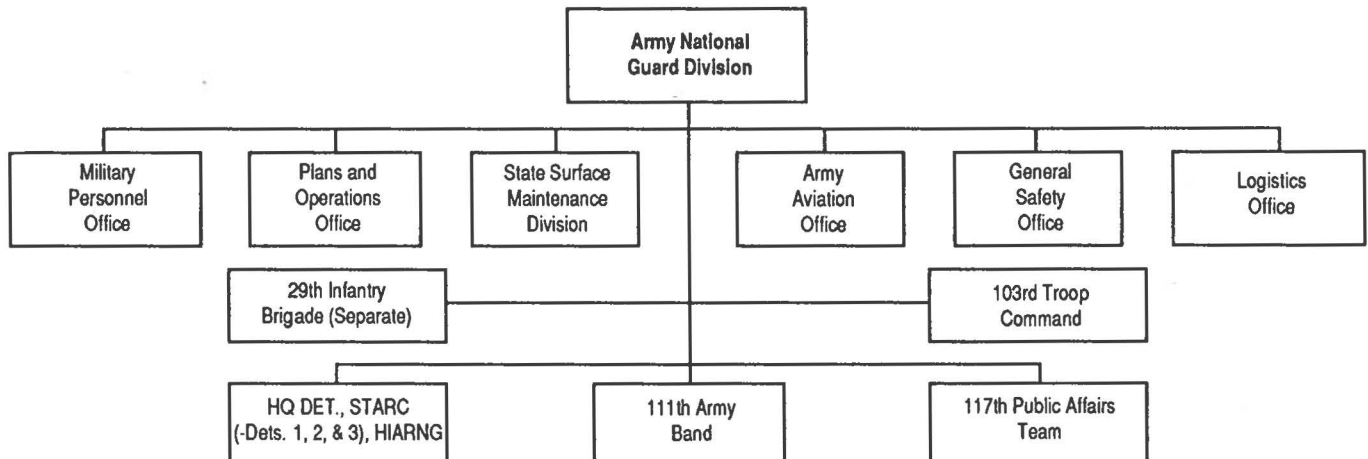 Army National
Guard Division
Military
Personnel
Office
Plans and
Operations
Office
State Surface
Maintenance
Division
Army
Aviation
Office
General
Safety
Office
Logistics
Office
29th Infantry
Brigade (Separate)
103rd Troop
Command
HQ DET., STARC
(-Dets. 1, 2, & 3), HIARNG
111th Army
Band
117th Public Affairs
Team